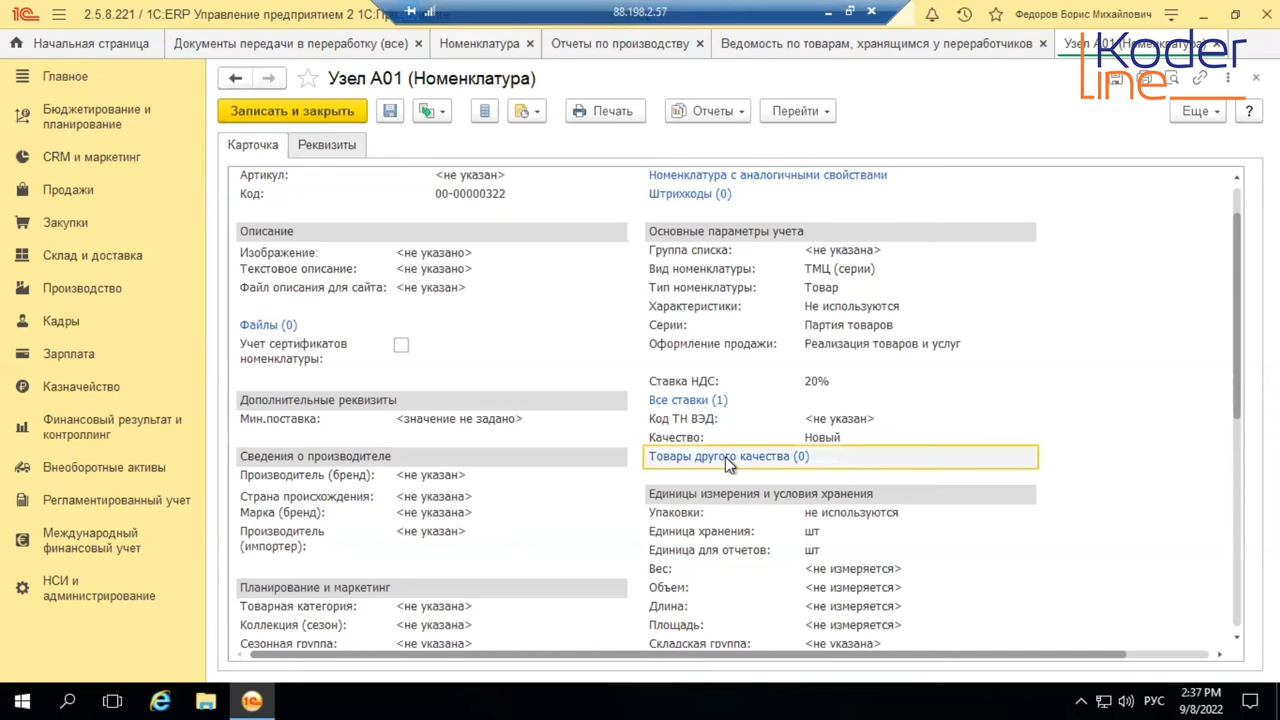 2.5.8.221 / 1С:ERP Управление предприятием 2 1С:П
88.198.2.57
Федоров Борис Михайлович
Начальная страница
Документы передачи в переработку (все) ×
Номенклатура ×
Отчеты по производству ×
Ведомость по товарам, хранящимся у переработчиков ×
Узел А01 (Номенклатура) ×
Koder
line
Главное
Бюджетирование и
планирование
CRM и маркетинг
Продажи
Закупки
Склад и доставка
Производство
Кадры
Зарплата
Казначейство
Финансовый результат и
контроллинг
Внеоборотные активы
Регламентированный учет
Международный
финансовый учет
НСИ и
администрирование
Узел А01 (Номенклатура)
Записать и закрыть
Печать
Отчеты
Перейти
Еще
?
Карточка
Реквизиты
Артикул: <не указан>
Код: 00-00000322
Описание
Изображение: <не указано>
Текстовое описание: <не указано>
Файл описания для сайта: <не указан>
Файлы (0)
Учет сертификатов
номенклатуры:
Дополнительные реквизиты
Мин.поставка: <значение не задано>
Сведения о производителе
Производитель (бренд): <не указан>
Страна происхождения: <не указана>
Марка (бренд): <не указана>
Производитель <не указан>
(импортер):
Планирование и маркетинг
Товарная категория: <не указана>
Коллекция (сезон): <не указана>
Сезонная группа: <не указана>
Номенклатура с аналогичными свойствами
Штрихкоды (0)
Основные параметры учета
Группа списка: <не указана>
Вид номенклатуры: ТМЦ (серии)
Тип номенклатуры: Товар
Характеристики: Не используются
Серии: Партия товаров
Оформление продажи: Реализация товаров и услуг
Ставка НДС: 20%
Все ставки (1)
Код ТН ВЭД: <не указан>
Качество: Новый
Товары другого качества (0)
Единицы измерения и условия хранения
Упаковки: не используются
Единица хранения: шт
Единица для отчетов: шт
Вес: <не измеряется>
Объем: <не измеряется>
Длина: <не измеряется>
Площадь: <не измеряется>
Складская группа: <не указана>
РУС
2:37 PM
9/8/2022